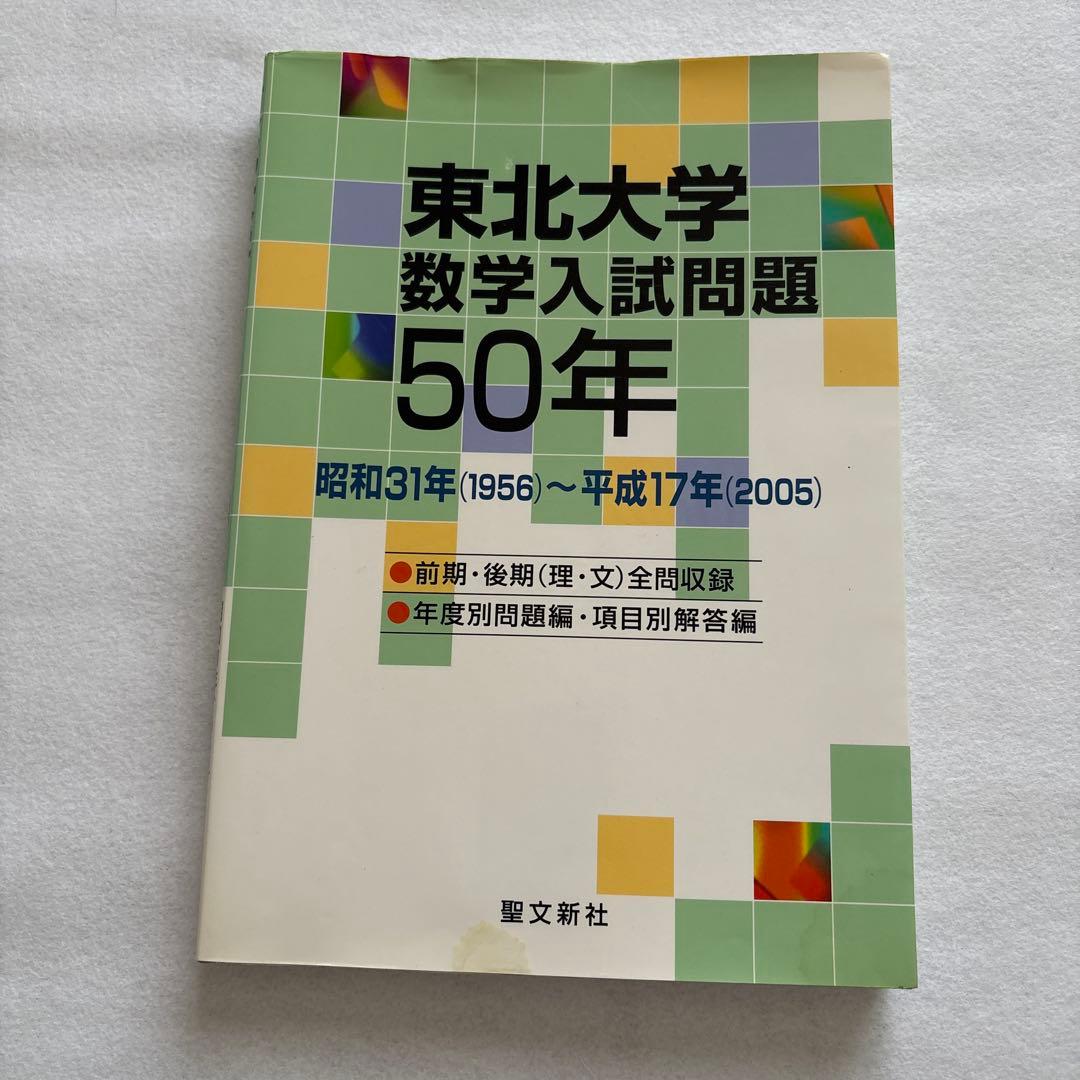 東北大学
数学入試問題
50年
昭和31年(1956)～平成17年(2005)
●前期・後期(理・文)全問収録
●年度別問題編・項目別解答編
聖文新社